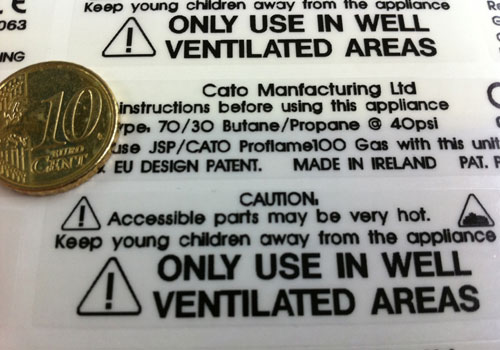 Keep young children away from the appliance
ONLY USE IN WELL
VENTILATED AREAS
063
NG
Cato Manfacturing Ltd
instructions before using this appliance
ype: 70/30 Butane/Propane @ 40psi
use JSP/CATO Proflame100 Gas with this unit
& EU DESIGN PATENT. MADE IN IRELAND PAT. P
10
EURO
CENT
CAUTION.
Accessible parts may be very hot.
Keep young children away from the appliance
ONLY USE IN WELL
VENTILATED AREAS